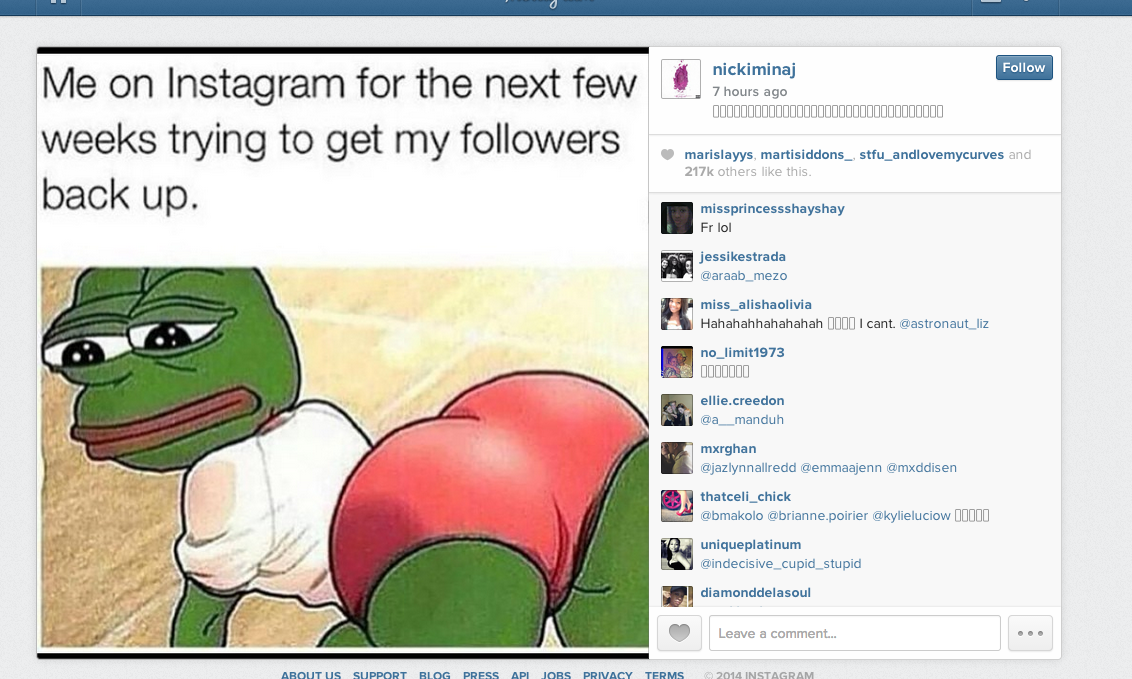 Me on Instagram for the next few
weeks trying to get my followers
back up.
nickiminaj
Follow
7 hours ago
marislayys, martisiddons_, stfu_andlovemycurves and
217k others like this.
missprincessshayshay
Fr lol
jessikestrada
@araab_mezo
miss_alishaolivia
Hahahahhahahahah I cant. @astronaut_liz
no_limit1973
ellie.creedon
@a__manduh
mxrghan
@jazlynnallredd @emmaajenn @mxddisen
thatceli_chick
@bmakolo @brianne.poirier @kylieluciow
uniqueplatinum
@indecisive_cupid_stupid
diamonddelasoul
Leave a comment...
ABOUT US SUPPORT BLOG PRESS API JOBS PRIVACY TERMS © 2014 INSTAGRAM